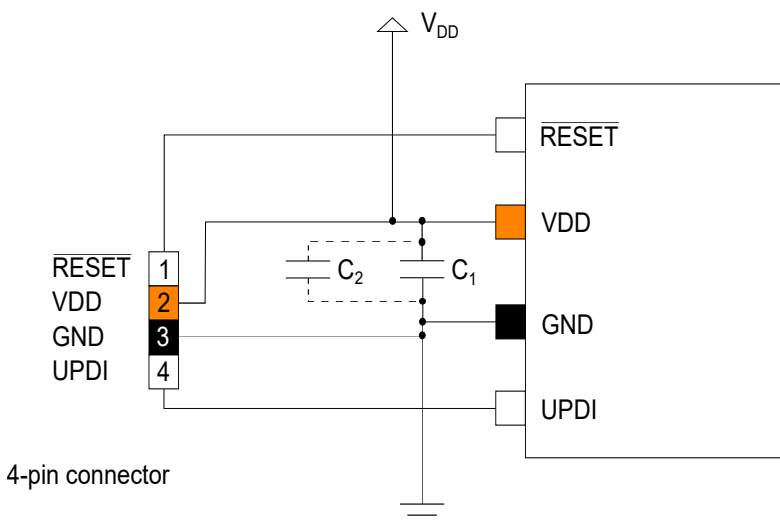 VDD
RESET
VDD
C2 C1
RESET 1
VDD 2
GND 3
GND
UPDI 4
UPDI
4-pin connector